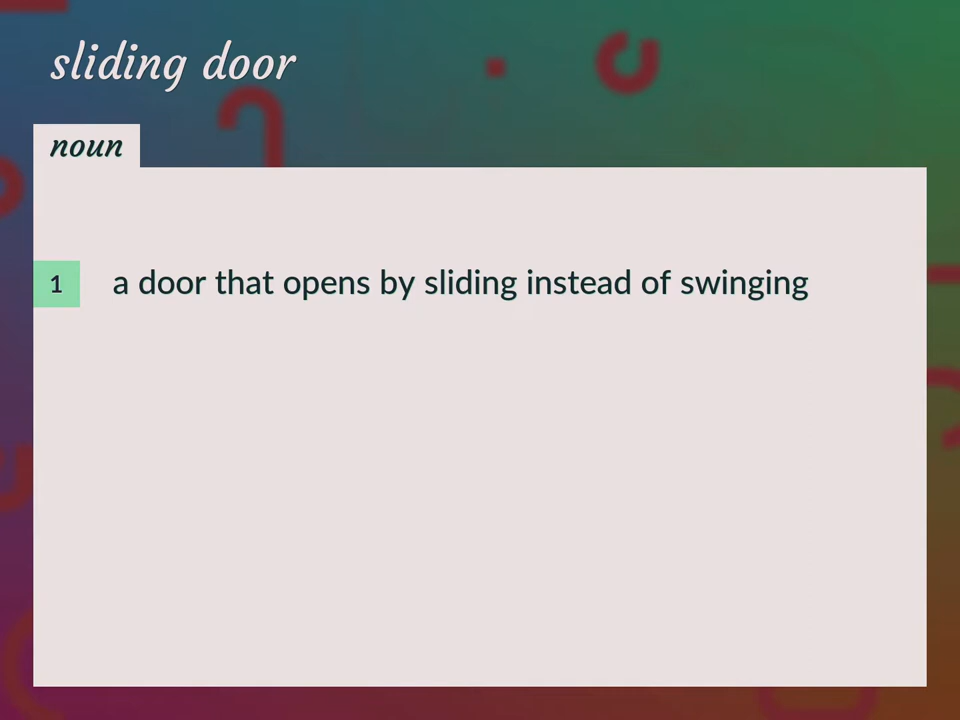 sliding door
noun
1 a door that opens by sliding instead of swinging